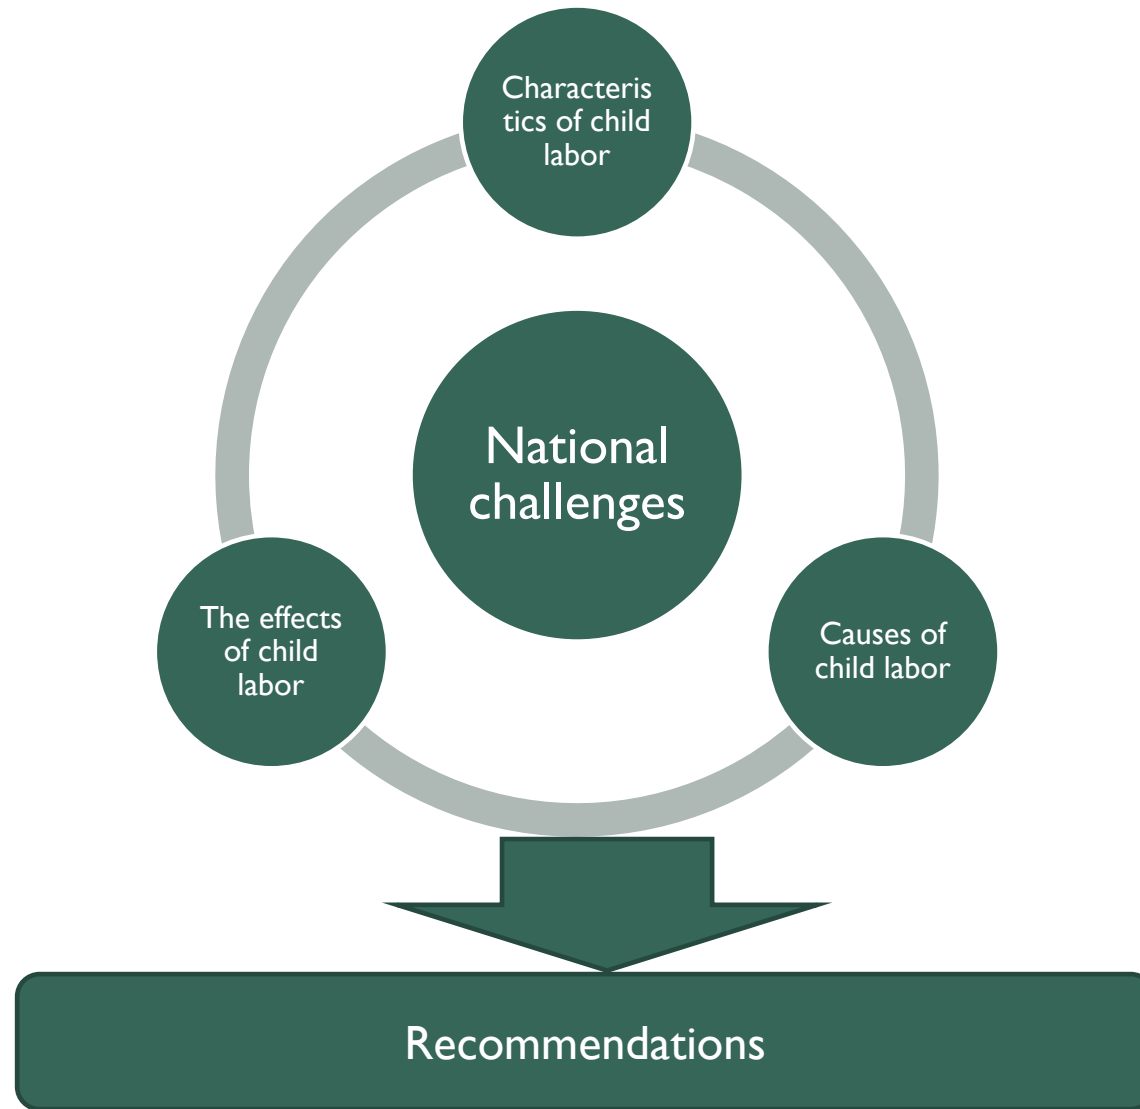 Characteris
tics of child
labor
National
challenges
The effects
of child
labor
Causes of
child labor
Recommendations